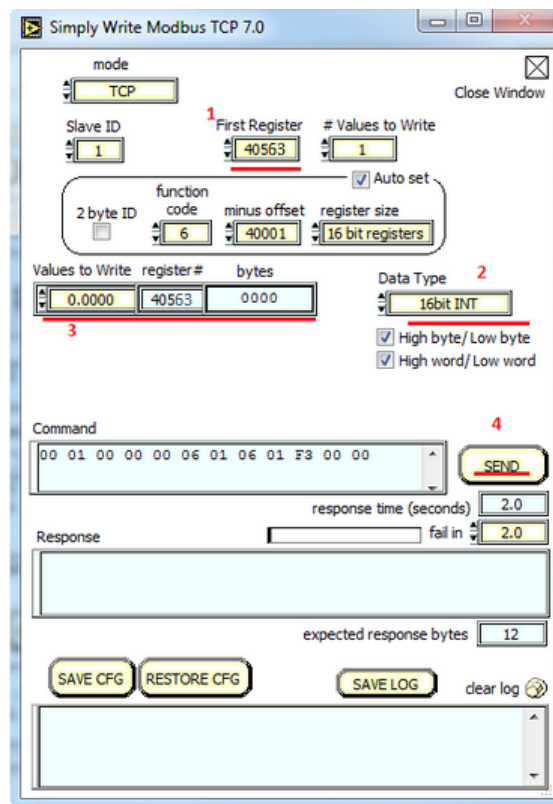 Simply Write Modbus TCP 7.0
mode
TCP
Close Window
Slave ID
1 First Register
# Values to Write
1
40563
1
Auto set
2 byte ID
function code
minus offset
register size
6
40001
16 bit registers
Values to Write register# bytes
0.0000 40563 0000
3
Data Type 2
16bit INT
High byte/ Low byte
High word/ Low word
Command
00 01 00 00 00 06 01 06 01 F3 00 00
4
SEND
response time (seconds) 2.0
Response
fail in 2.0
expected response bytes 12
SAVE CFG RESTORE CFG SAVE LOG clear log